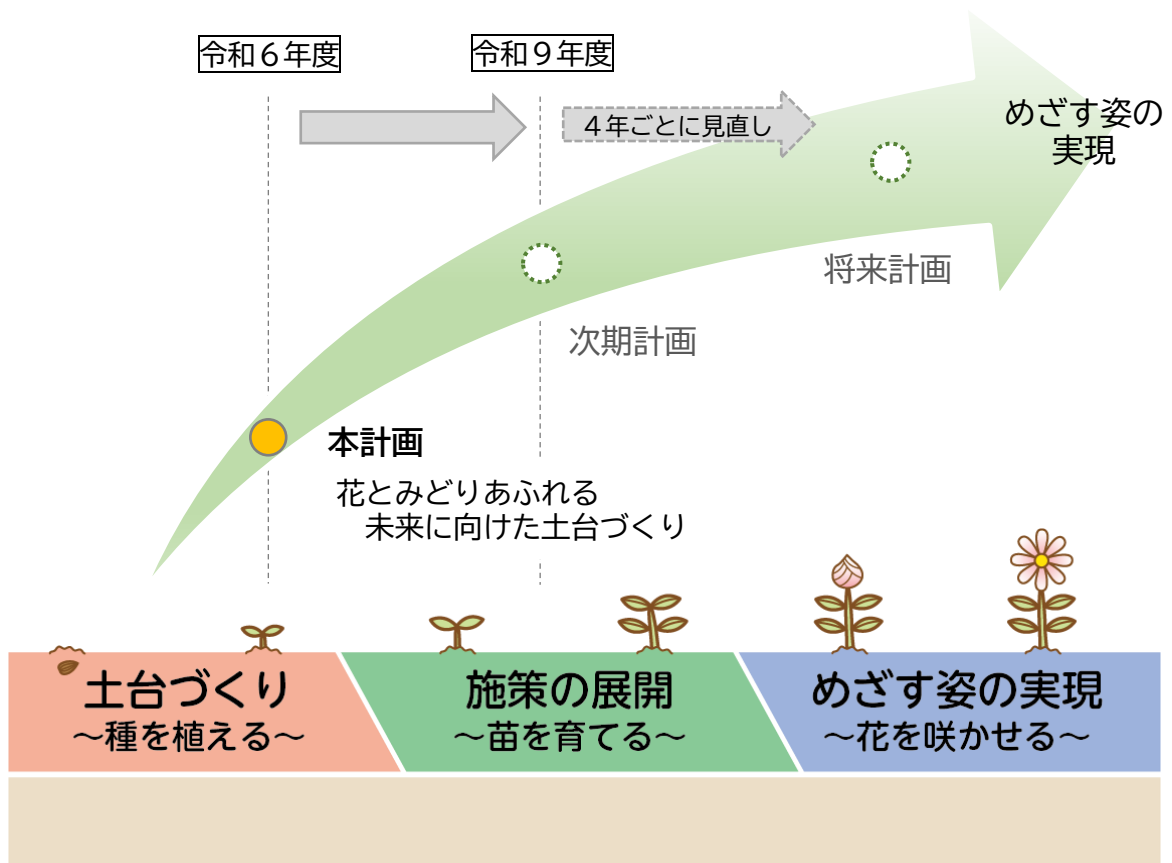 令和６年度
令和９年度
４年ごとに見直し
めざす姿の
実現
将来計画
次期計画
本計画
花とみどりあふれる
未来に向けた土台づくり
土台づくり
～種を植える～
施策の展開
～苗を育てる～
めざす姿の実現
～花を咲かせる～